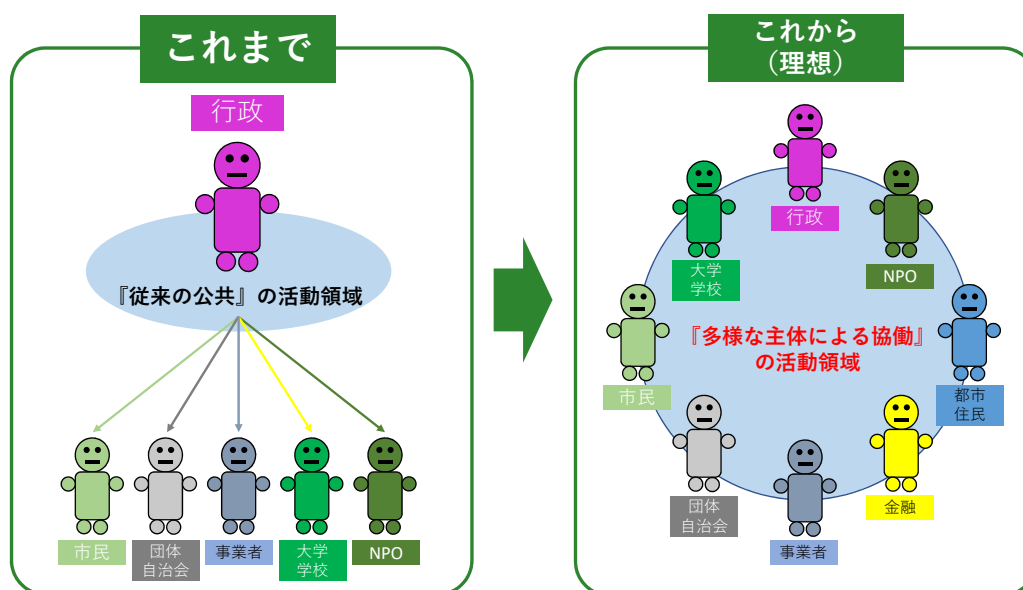 これまで
行政
『従来の公共』の活動領域
市民
団体
自治会
事業者
大学
学校
NPO
これから
（理想）
行政
大学
学校
NPO
『多様な主体による協働』
の活動領域
市民
都市
住民
団体
自治会
金融
事業者